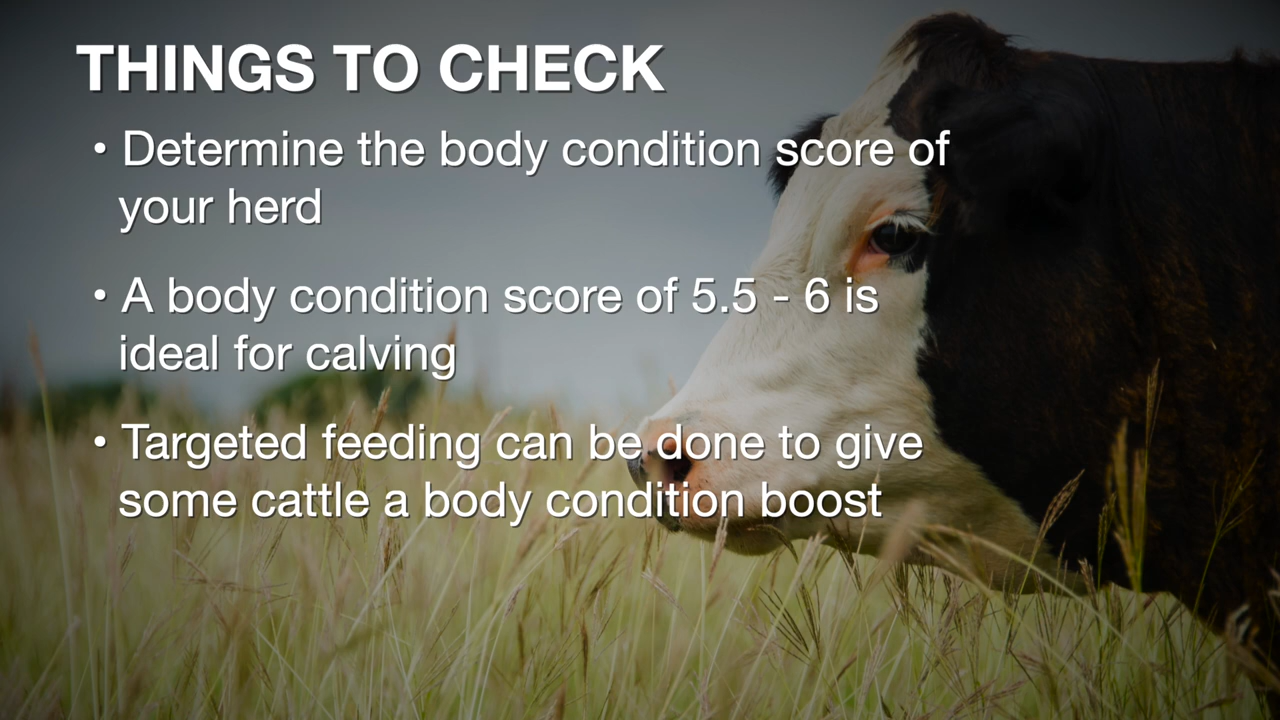 THINGS TO CHECK
• Determine the body condition score of
your herd
• A body condition score of 5.5 - 6 is
ideal for calving
• Targeted feeding can be done to give
some cattle a body condition boost